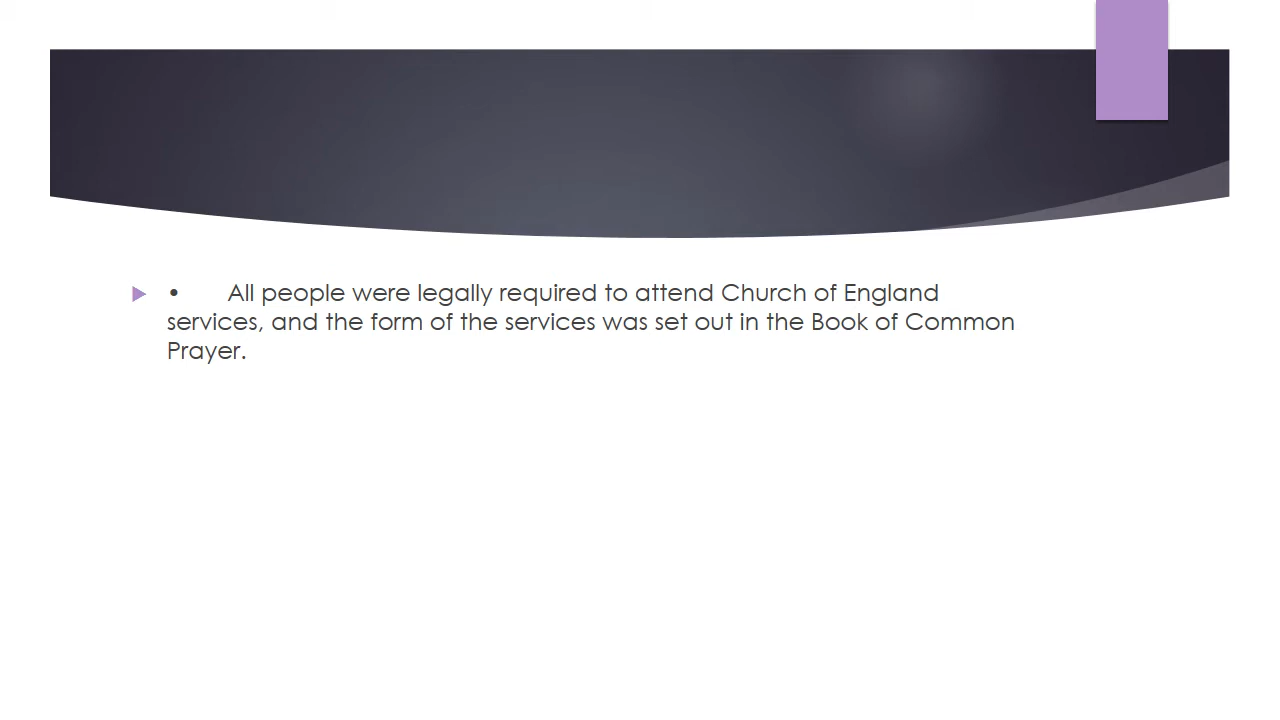 • All people were legally required to attend Church of England
services, and the form of the services was set out in the Book of Common
Prayer.